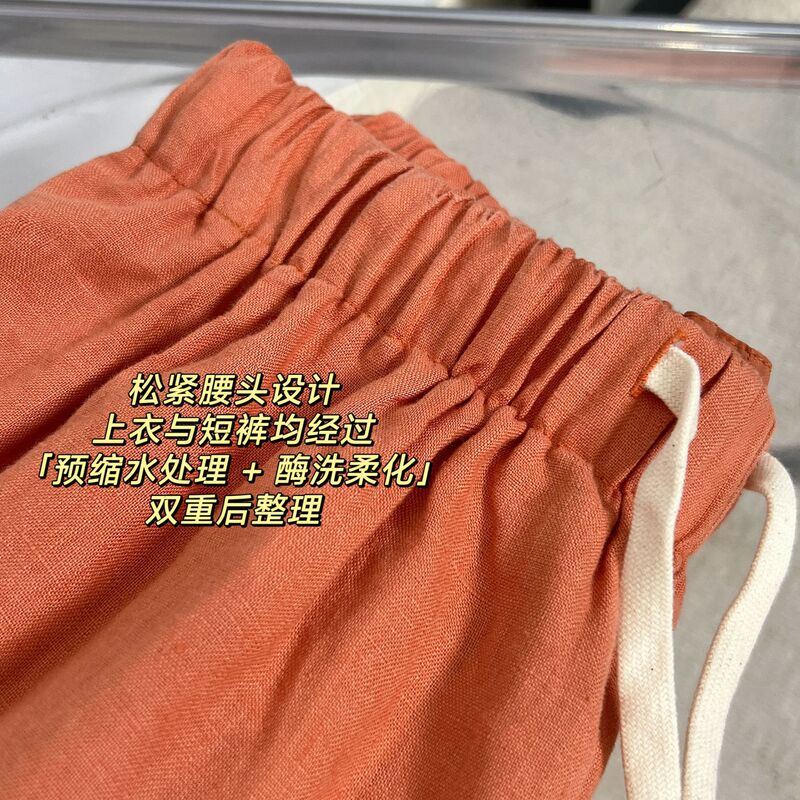 松紧腰头设计
上衣与短裤均经过
「预缩水处理 + 酶洗柔化」
双重后整理